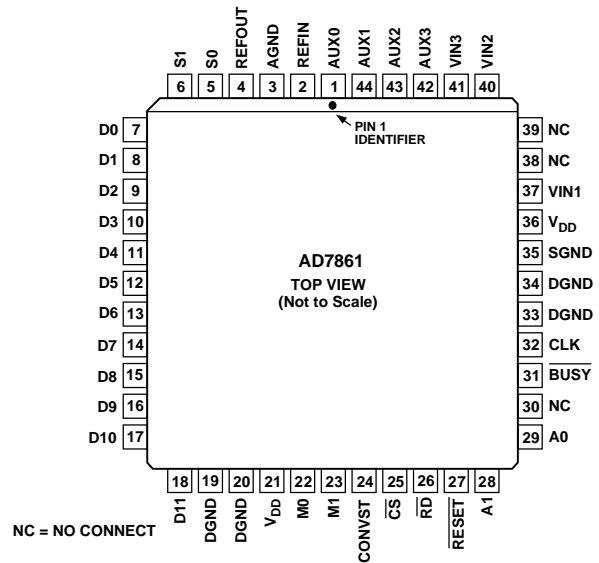 S1 S0 REFOUT AGND REFIN AUX0 AUX1 AUX2 AUX3 VIN3 VIN2
6 5 4 3 2 1 44 43 42 41 40
PIN 1
IDENTIFIER
D0 7
D1 8
D2 9
D3 10
D4 11
D5 12
D6 13
D7 14
D8 15
D9 16
D10 17
AD7861
TOP VIEW
(Not to Scale)
39 NC
38 NC
37 VIN1
36 VDD
35 SGND
34 DGND
33 DGND
32 CLK
31 BUSY
30 NC
29 A0
18 19 20 21 22 23 24 25 26 27 28
D11 DGND DGND VDD M0 M1 CONVST CS RD RESET A1
NC = NO CONNECT